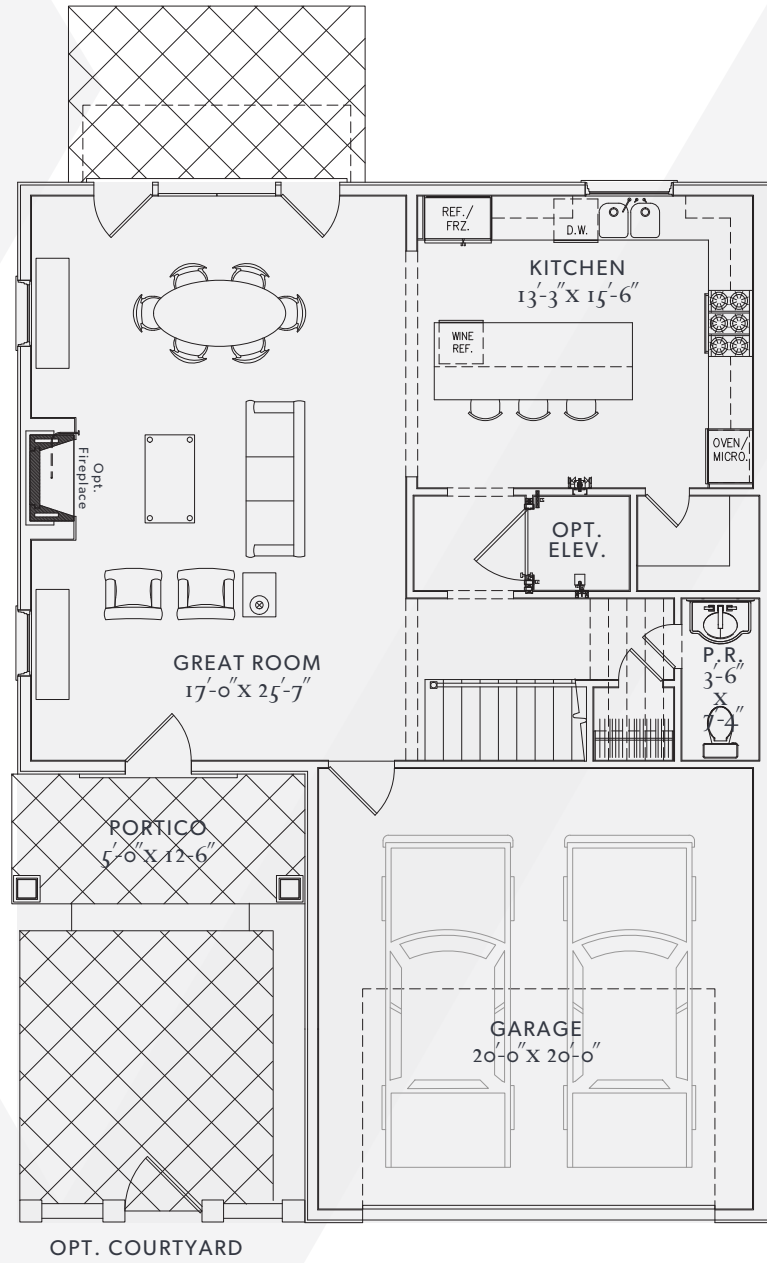 REF./
FRZ.
D.W.
KITCHEN
13'-3" X 15'-6"
WINE
REF.
OVEN/
MICRO.
Opt.
Fireplace
OPT.
ELEV.
GREAT ROOM
17'-0" X 25'-7"
P.R.
3'-6"
X
7'-4"
PORTICO
5'-0" X 12'-6"
GARAGE
20'-0" X 20'-0"
OPT. COURTYARD